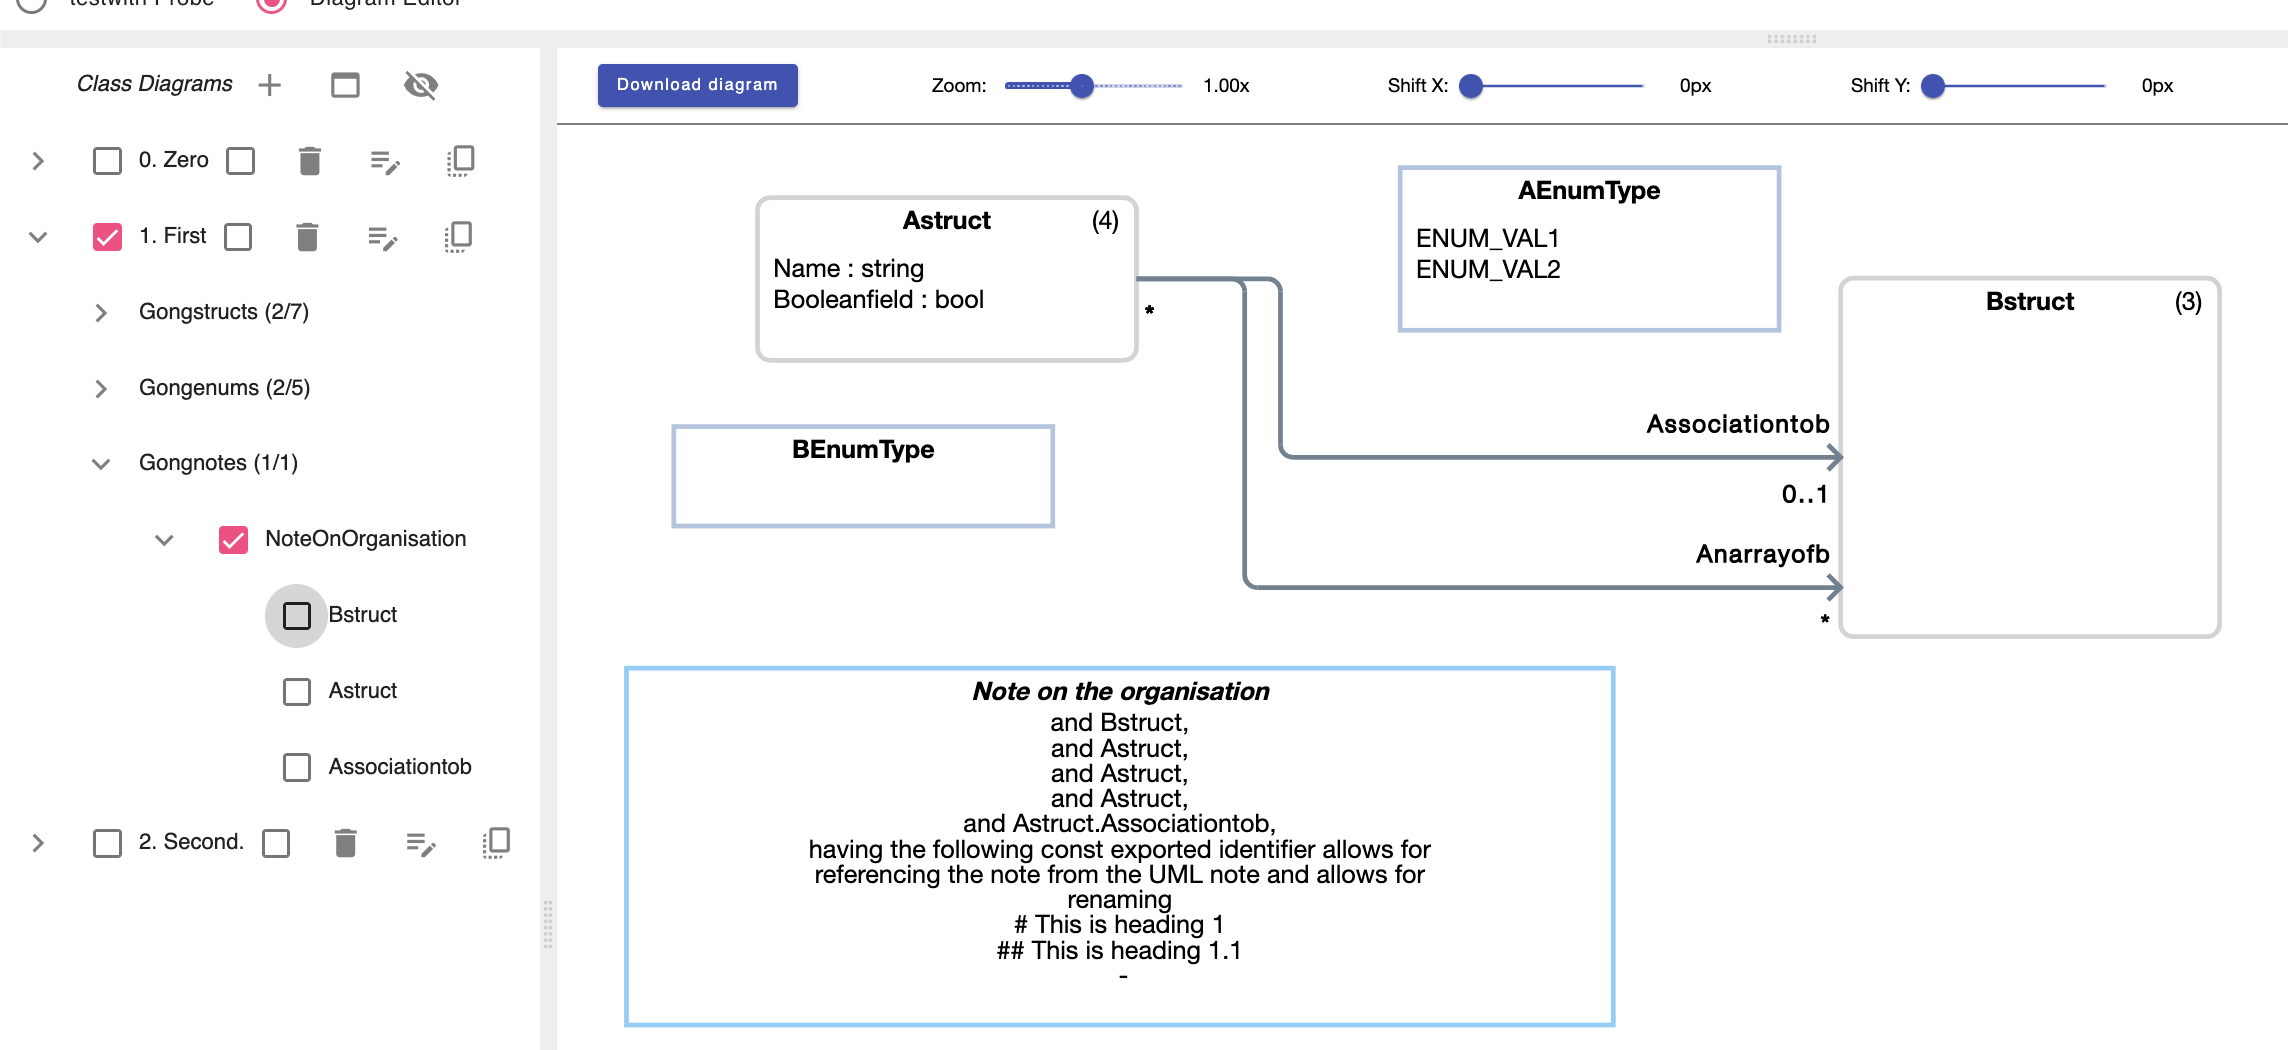 testwith Probe
Diagram Editor
Class Diagrams
0. Zero
1. First
Gongstructs (2/7)
Gongenums (2/5)
Gongnotes (1/1)
NoteOnOrganisation
Bstruct
Astruct
Associationtob
2. Second.
Download diagram
Zoom: 1.00x
Shift X: 0px
Shift Y: 0px
Astruct (4)
Name : string
Booleanfield : bool
*
AEnumType
ENUM_VAL1
ENUM_VAL2
Bstruct (3)
Associationtob
0..1
Anarrayofb
*
BEnumType
Note on the organisation
and Bstruct,
and Astruct,
and Astruct,
and Astruct,
and Astruct.Associationtob,
having the following const exported identifier allows for
referencing the note from the UML note and allows for
renaming
# This is heading 1
## This is heading 1.1
-